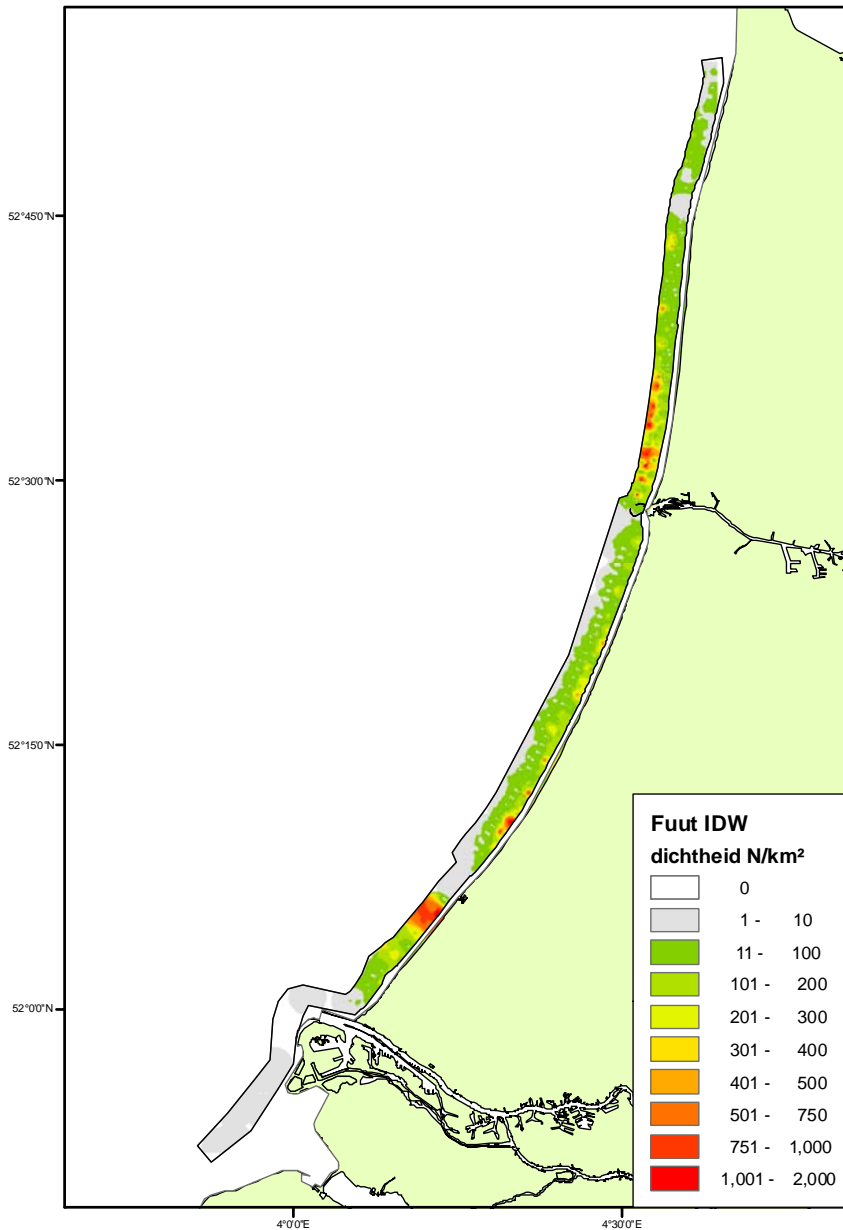 52°45'0"N
52°30'0"N
52°15'0"N
52°0'0"N
4°0'0"E
4°30'0"E
Fuut IDW
dichtheid N/km²
0
1 - 10
11 - 100
101 - 200
201 - 300
301 - 400
401 - 500
501 - 750
751 - 1,000
1,001 - 2,000